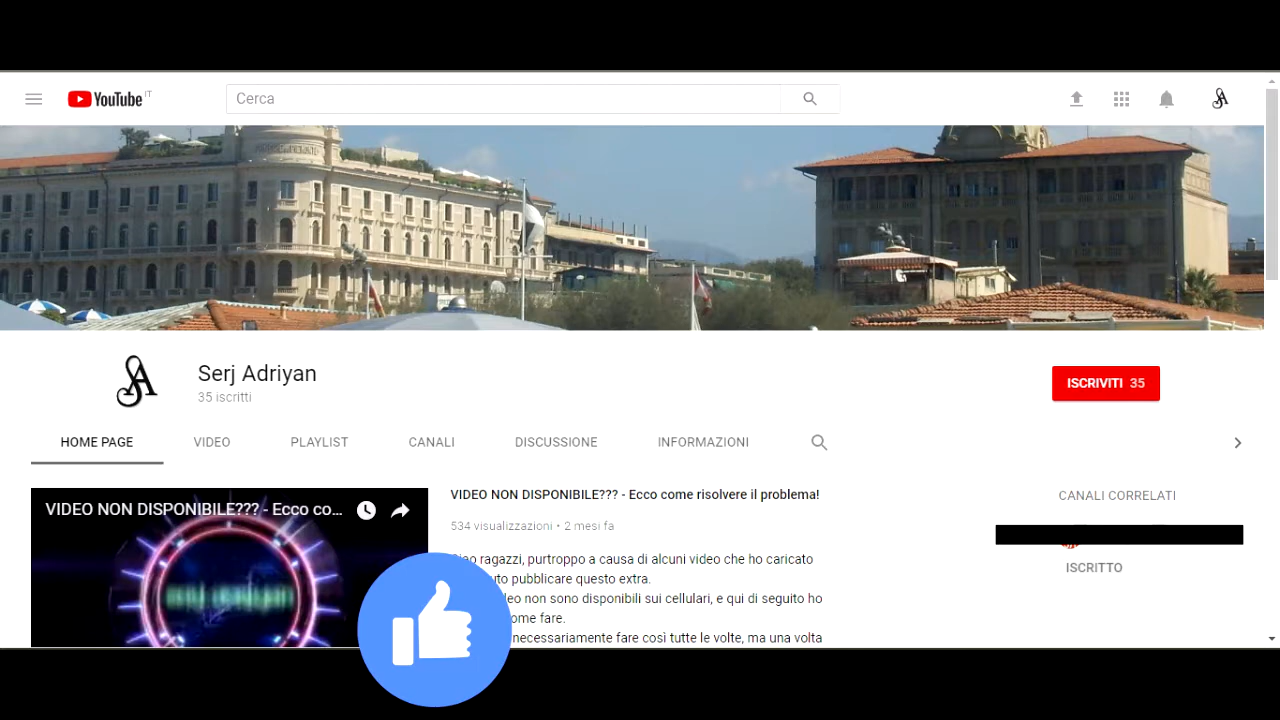 YouTube IT
Cerca
Serj Adriyan
35 iscritti
ISCRIVITI 35
HOME PAGE
VIDEO
PLAYLIST
CANALI
DISCUSSIONE
INFORMAZIONI
VIDEO NON DISPONIBILE??? - Ecco co...
VIDEO NON DISPONIBILE??? - Ecco come risolvere il problema!
534 visualizzazioni • 2 mesi fa
ragazzi, purtroppo a causa di alcuni video che ho caricato
pubblicare questo extra.
non sono disponibili sui cellulari, e qui di seguito ho
come fare.
necessariamente fare così tutte le volte, ma una volta
CANALI CORRELATI
ISCRITTO